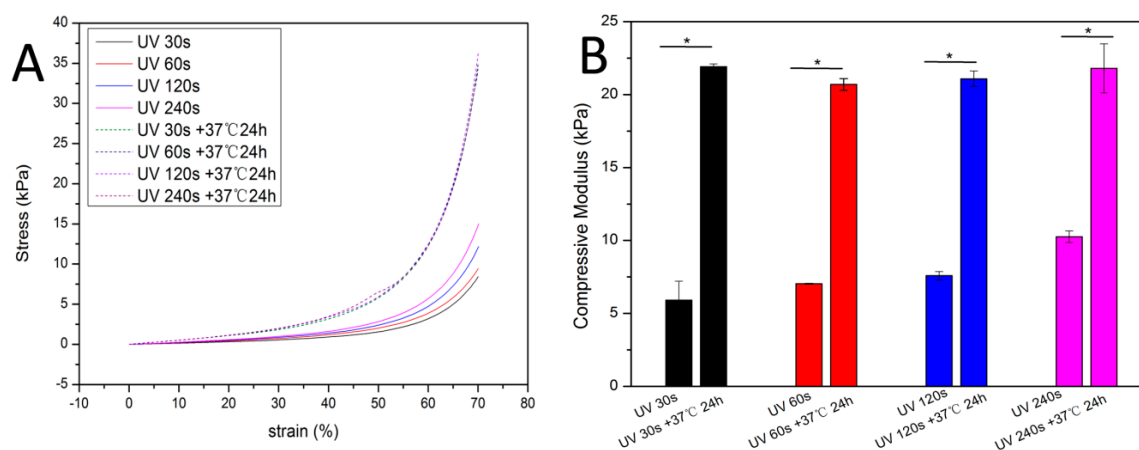 A
40
35
30
25
20
15
10
5
0
-5
Stress (kPa)
UV 30s
UV 60s
UV 120s
UV 240s
UV 30s +37℃24h
UV 60s +37℃24h
UV 120s +37℃24h
UV 240s +37℃24h
-10 0 10 20 30 40 50 60 70 80
strain (%)
B
25
20
15
10
5
0
Compressive Modulus (kPa)
* * * *
UV 30s
UV 30s +37℃ 24h
UV 60s
UV 60s +37℃ 24h
UV 120s
UV 120s +37℃ 24h
UV 240s
UV 240s +37℃ 24h